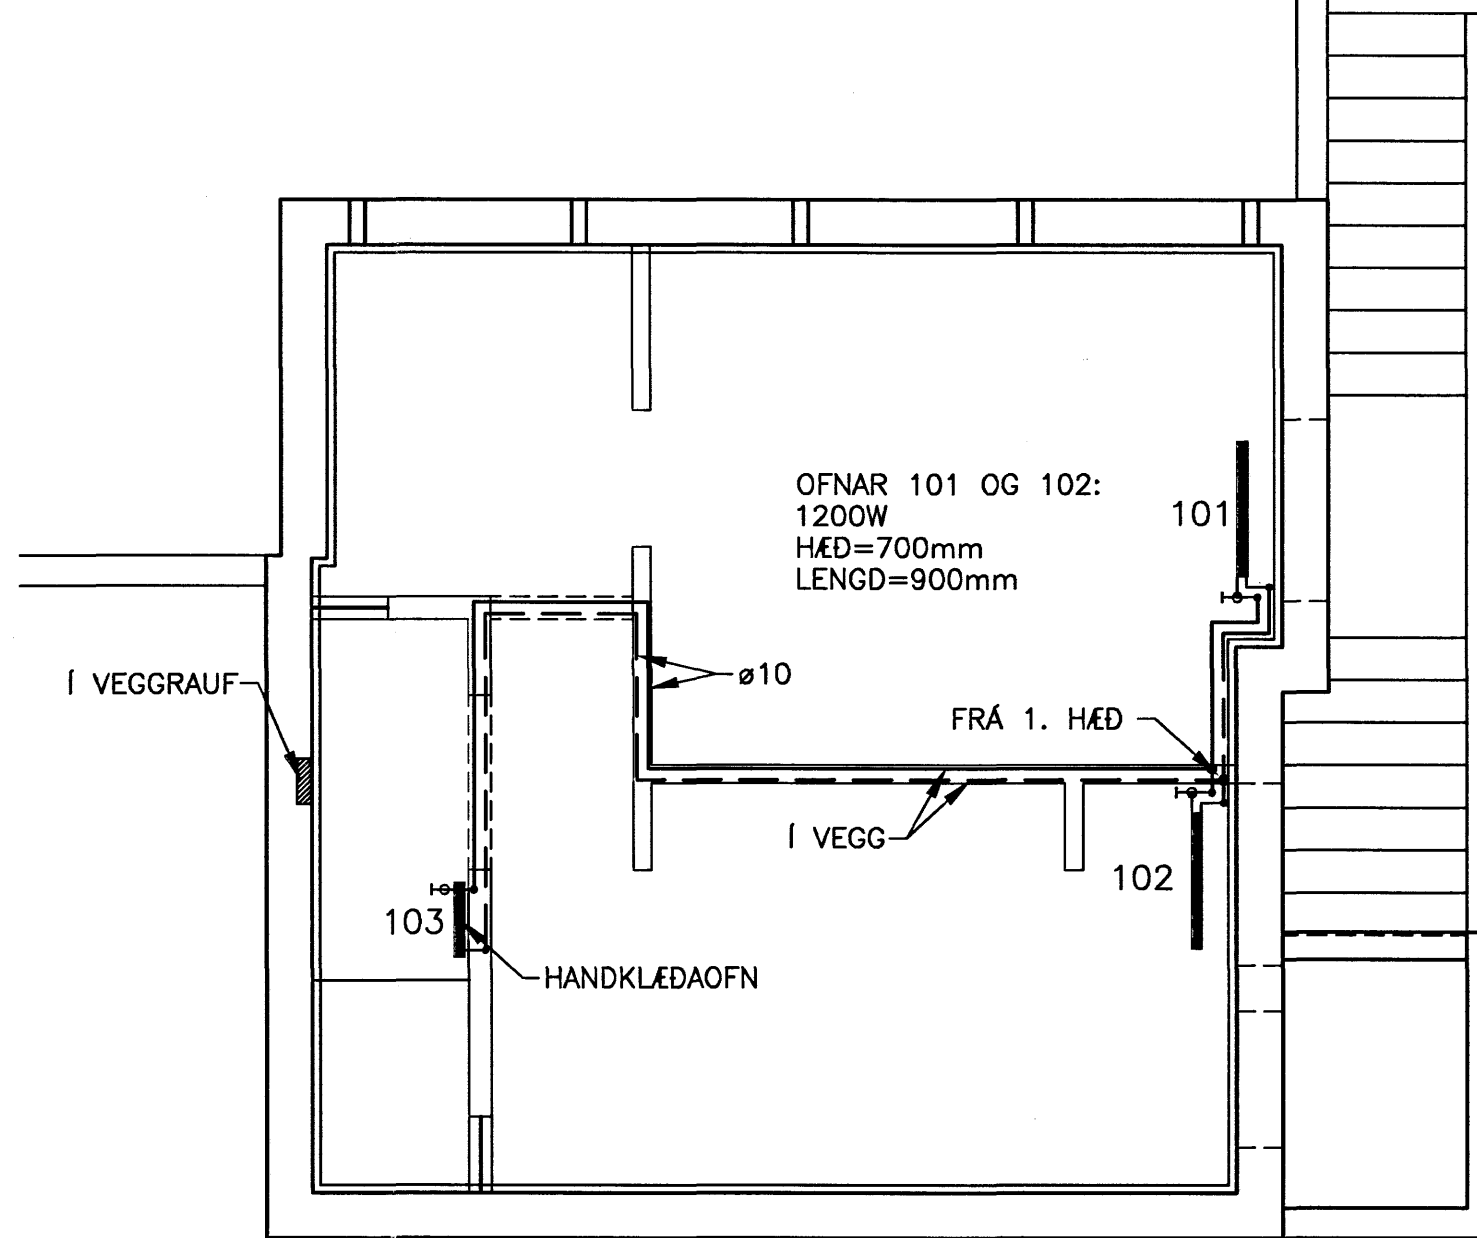 OFNAR 101 OG 102:
1200W
HÆÐ=700mm
LENGD=900mm
101
Í VEGGRAUF
ø10
FRÁ 1. HÆÐ
Í VEGG
102
103
HANDKLÆÐAOFN